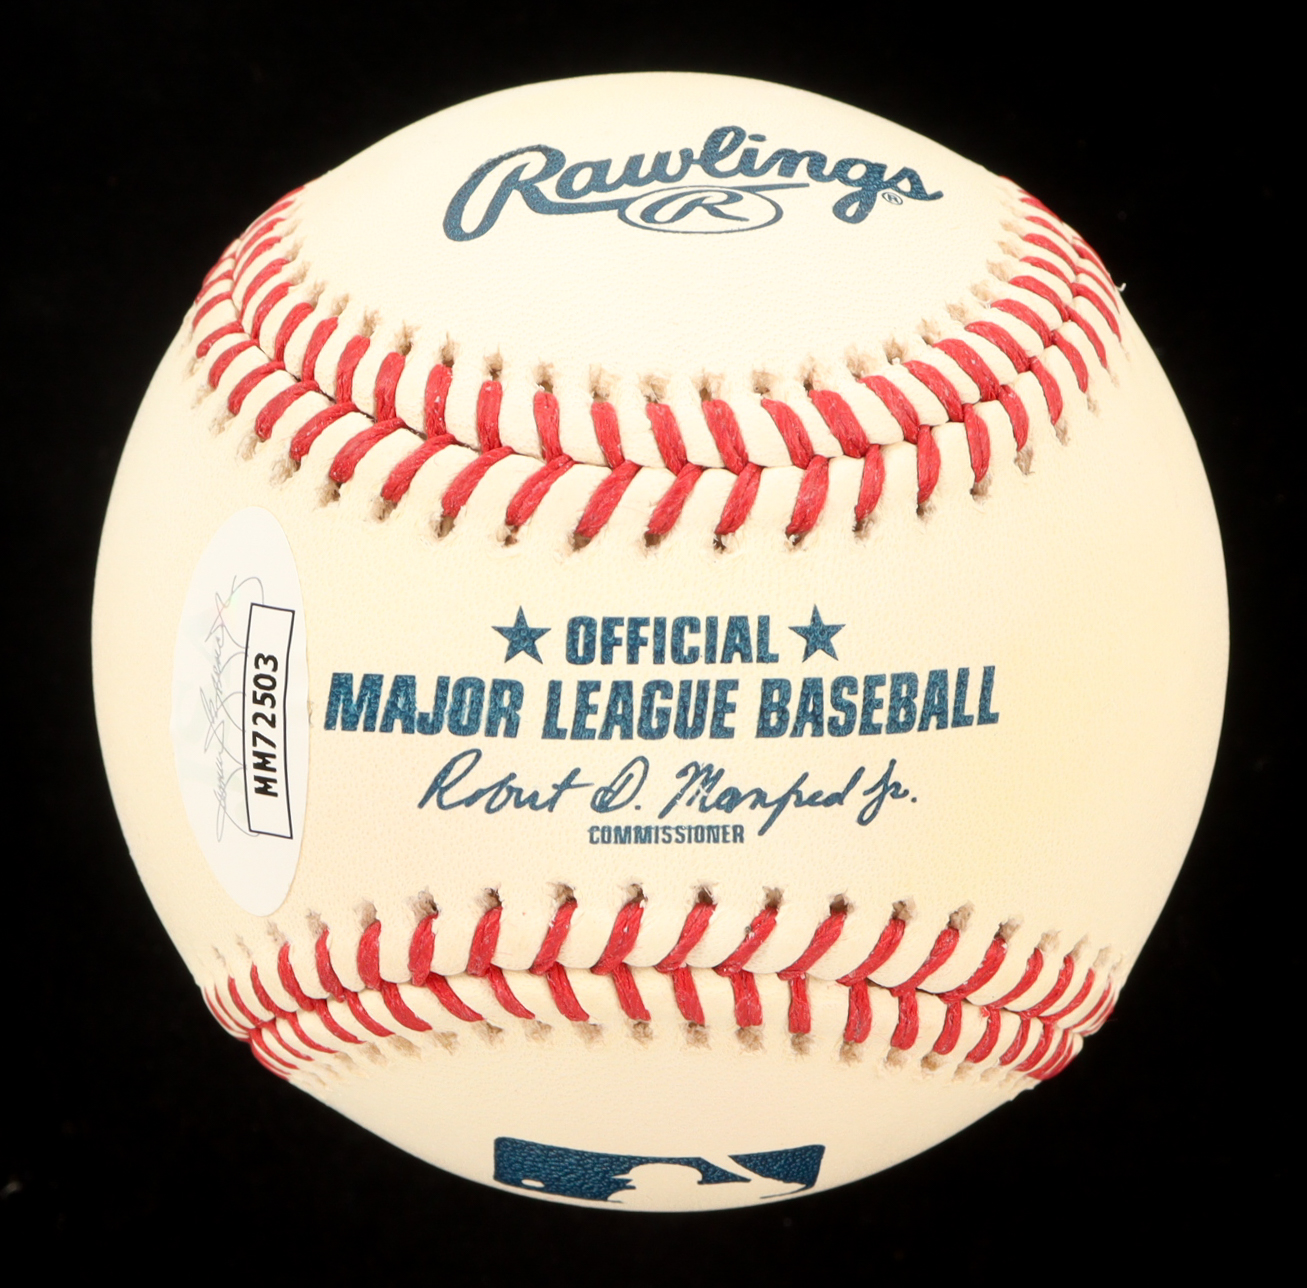 Rawlings
R
®
★ OFFICIAL ★
MAJOR LEAGUE BASEBALL
Robert D. Manfred Jr.
COMMISSIONER
MM72503